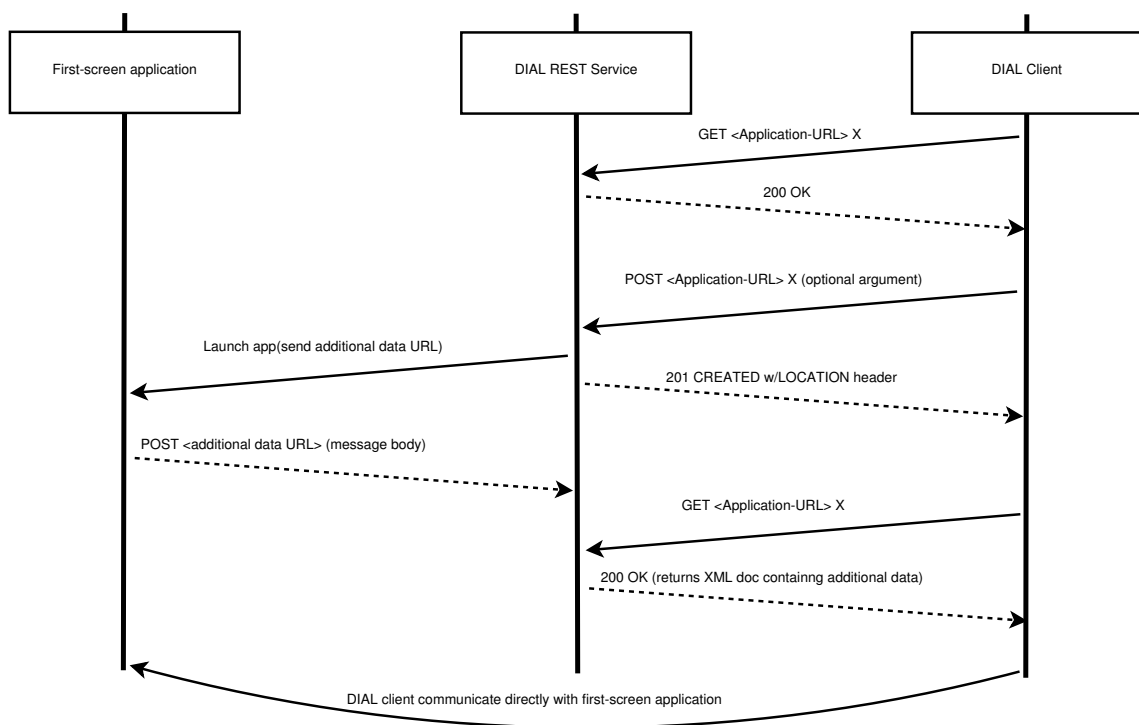 First-screen application
DIAL REST Service
DIAL Client
GET <Application-URL> X
200 OK
POST <Application-URL> X (optional argument)
Launch app(send additional data URL)
201 CREATED w/LOCATION header
POST <additional data URL> (message body)
GET <Application-URL> X
200 OK (returns XML doc containng additional data)
DIAL client communicate directly with first-screen application